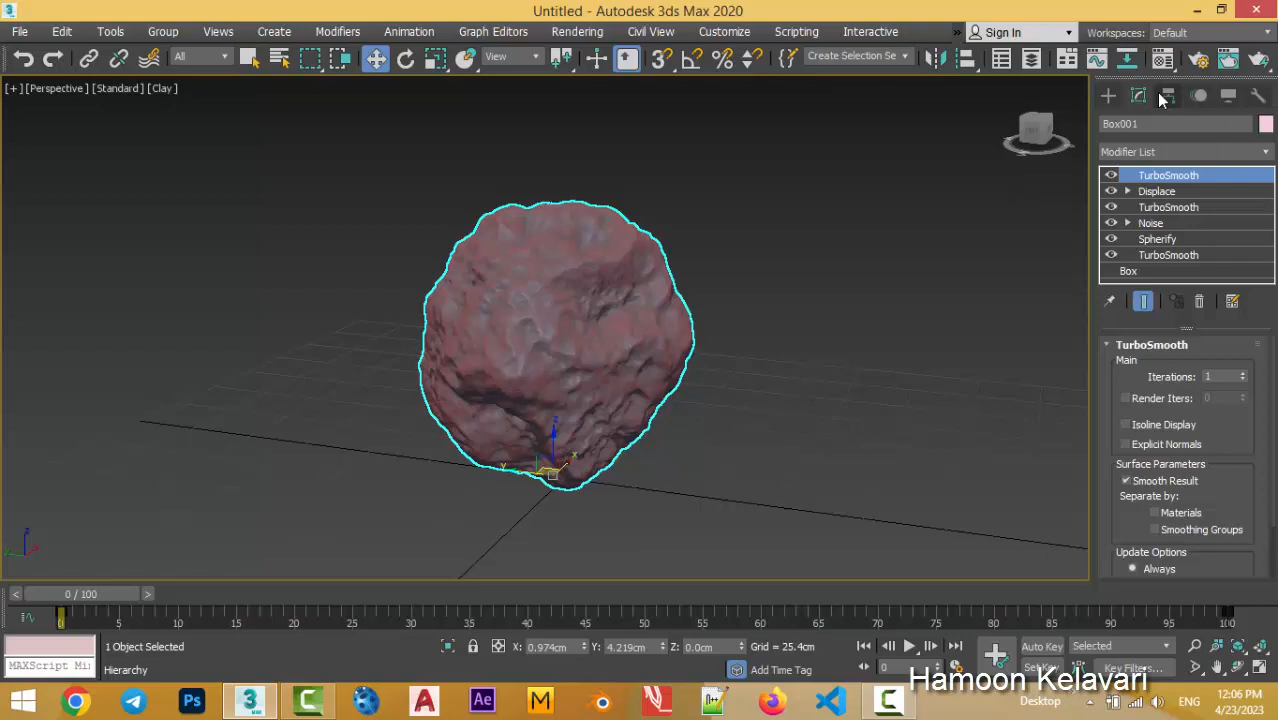 Untitled - Autodesk 3ds Max 2020
File Edit Tools Group Views Create Modifiers Animation Graph Editors Rendering Civil View Customize Scripting Interactive » Sign In Workspaces: Default
All View Create Selection Se
[+] [Perspective] [Standard] [Clay]
Box001
Modifier List
TurboSmooth
Displace
TurboSmooth
Noise
Spherify
TurboSmooth
Box
TurboSmooth
Main
Iterations: 1
Render Iters: 0
Isoline Display
Explicit Normals
Surface Parameters
Smooth Result
Separate by:
Materials
Smoothing Groups
Update Options
Always
z
x
y
z
< 0 / 100 >
0 5 10 15 20 25 30 35 40 45 50 55 60 65 70 75 80 85 90 95 100
1 Object Selected X: 0.974cm Y: 4.219cm Z: 0.0cm Grid = 25.4cm Auto Key Selected
MAXScript Mi Hierarchy Add Time Tag 0 Set Key Key Filters...
Hamoon Kelavari
Ps 3 MAX A Ae M Desktop ENG 12:06 PM
4/23/2023